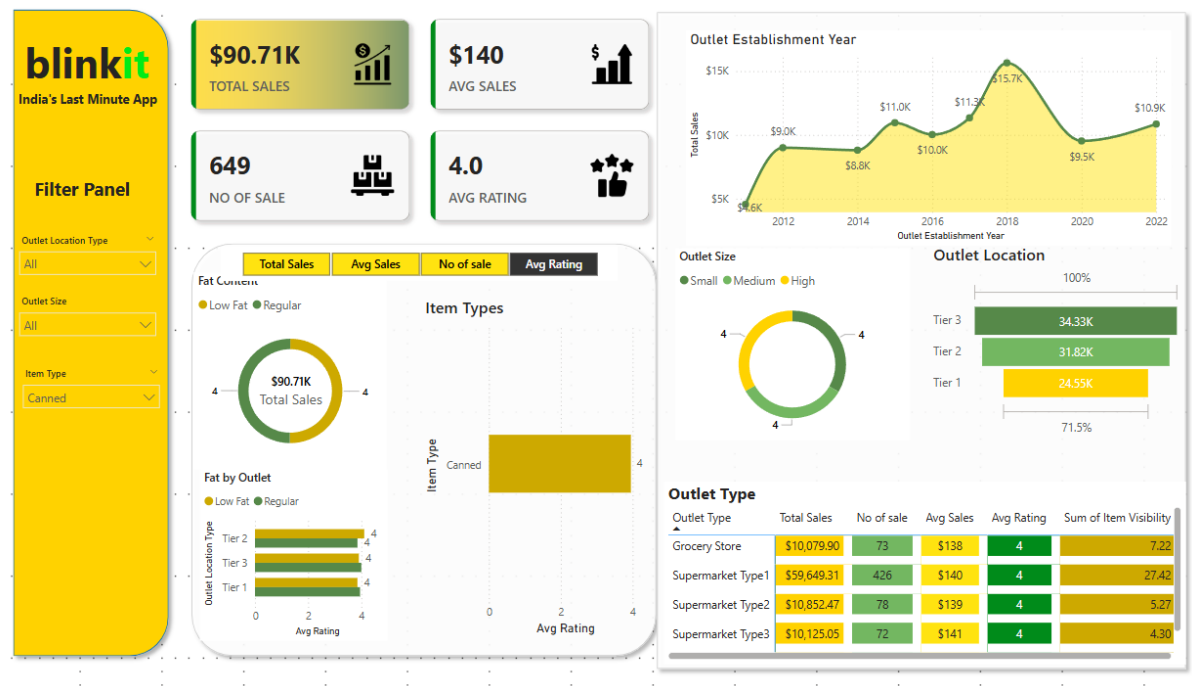 blinkit
India's Last Minute App
Filter Panel
Outlet Location Type
All
Outlet Size
All
Item Type
Canned
$90.71K
TOTAL SALES
$140
AVG SALES
649
NO OF SALE
4.0
AVG RATING
Total Sales
Avg Sales
No of sale
Avg Rating
Fat Content
Low Fat Regular
4
$90.71K
Total Sales
4
Fat by Outlet
Low Fat Regular
Outlet Location Type
Tier 2
4
4
Tier 3
4
Tier 1
4
0 2 4
Avg Rating
Item Types
Item Type
Canned
4
0 2 4
Avg Rating
Outlet Establishment Year
Total Sales
$15K
$10K
$5K
$4.6K
$9.0K
$8.8K
$11.0K
$10.0K
$11.3K
$15.7K
$9.5K
$10.9K
2012 2014 2016 2018 2020 2022
Outlet Establishment Year
Outlet Size
Small Medium High
4
4
4
Outlet Location
100%
Tier 3 34.33K
Tier 2 31.82K
Tier 1 24.55K
71.5%
Outlet Type
Outlet Type Total Sales No of sale Avg Sales Avg Rating Sum of Item Visibility
Grocery Store $10,079.90 73 $138 4 7.22
Supermarket Type1 $59,649.31 426 $140 4 27.42
Supermarket Type2 $10,852.47 78 $139 4 5.27
Supermarket Type3 $10,125.05 72 $141 4 4.30